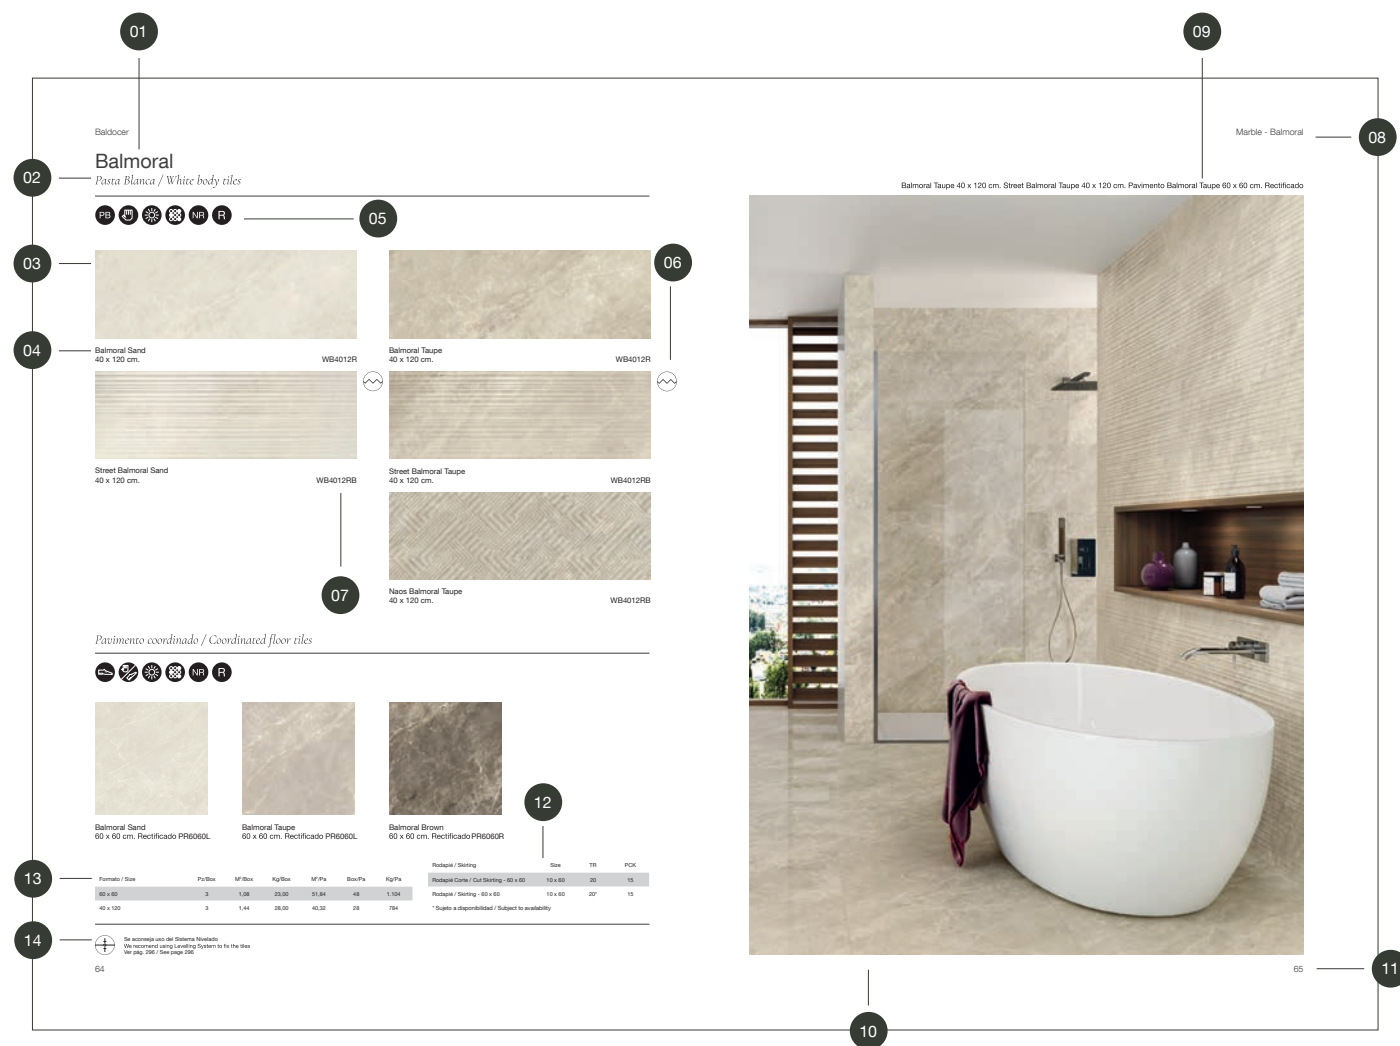 01
09
Baldocer
Marble - Balmoral
08
Balmoral
02
Pasta Blanca / White body tiles
Balmoral Taupe 40 x 120 cm. Street Balmoral Taupe 40 x 120 cm. Pavimento Balmoral Taupe 60 x 60 cm. Rectificado
PB
NR
R
05
03
06
04
Balmoral Sand
40 x 120 cm. WB4012R
Balmoral Taupe
40 x 120 cm. WB4012R
Street Balmoral Sand
40 x 120 cm. WB4012RB
Street Balmoral Taupe
40 x 120 cm. WB4012RB
07
Naos Balmoral Taupe
40 x 120 cm. WB4012RB
Pavimento coordinado / Coordinated floor tiles
NR
R
Balmoral Sand
60 x 60 cm. Rectificado PR6060L
Balmoral Taupe
60 x 60 cm. Rectificado PR6060L
Balmoral Brown
60 x 60 cm. Rectificado PR6060R
12
13
Formato / Size Pz/Box M²/Box Kg/Box M²/Pa Box/Pa Kg/Pa
60 x 60 3 1,08 23,00 51,84 48 1.104
40 x 120 3 1,44 28,00 40,32 28 784
Rodapié / Skirting Size TR PCK
Rodapié Corte / Cut Skirting - 60 x 60 10 x 60 20 15
Rodapié / Skirting - 60 x 60 10 x 60 20* 15
* Sujeto a disponibilidad / Subject to availability
14
Se aconseja uso del Sistema Nivelado
We recomend using Levelling System to fix the tiles
Ver pág. 296 / See page 296
64
65
11
10